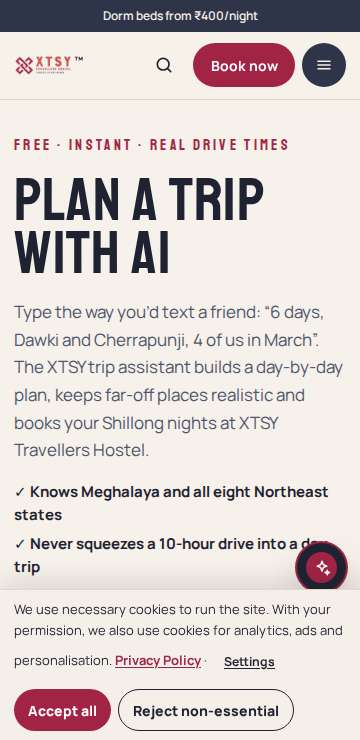 Dorm beds from ₹400/night
XTSY ™
Book now
FREE · INSTANT · REAL DRIVE TIMES
PLAN A TRIP
WITH AI
Type the way you’d text a friend: “6 days,
Dawki and Cherrapunji, 4 of us in March”.
The XTSY trip assistant builds a day-by-day
plan, keeps far-off places realistic and
books your Shillong nights at XTSY
Travellers Hostel.
✓ Knows Meghalaya and all eight Northeast
states
✓ Never squeezes a 10-hour drive into a day
trip
We use necessary cookies to run the site. With your
permission, we also use cookies for analytics, ads and
personalisation. Privacy Policy · Settings
Accept all
Reject non-essential